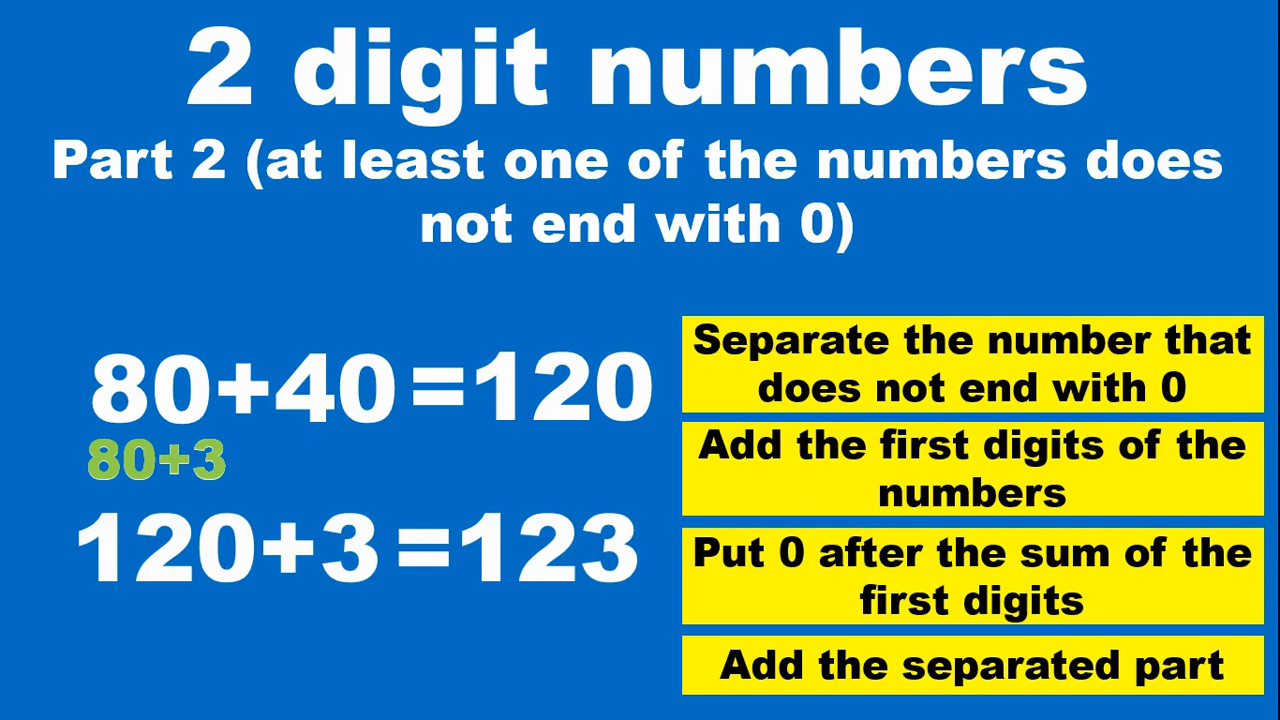 2 digit numbers
Part 2 (at least one of the numbers does
not end with 0)
80+40=120
80+3
120+3=123
Separate the number that
does not end with 0
Add the first digits of the
numbers
Put 0 after the sum of the
first digits
Add the separated part